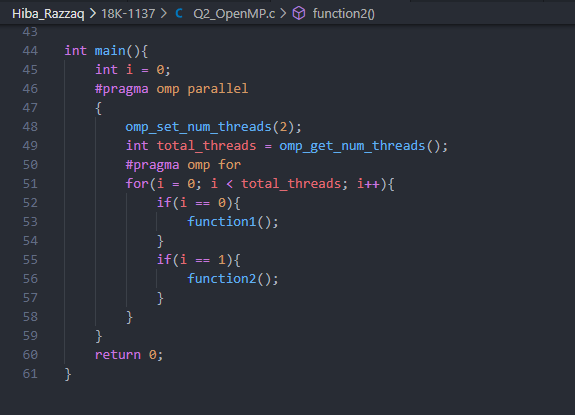 Hiba_Razzaq > 18K-1137 > C Q2_OpenMP.c > function2()
43
44 int main(){
45 int i = 0;
46 #pragma omp parallel
47 {
48 omp_set_num_threads(2);
49 int total_threads = omp_get_num_threads();
50 #pragma omp for
51 for(i = 0; i < total_threads; i++){
52 if(i == 0){
53 function1();
54 }
55 if(i == 1){
56 function2();
57 }
58 }
59 }
60 return 0;
61 }